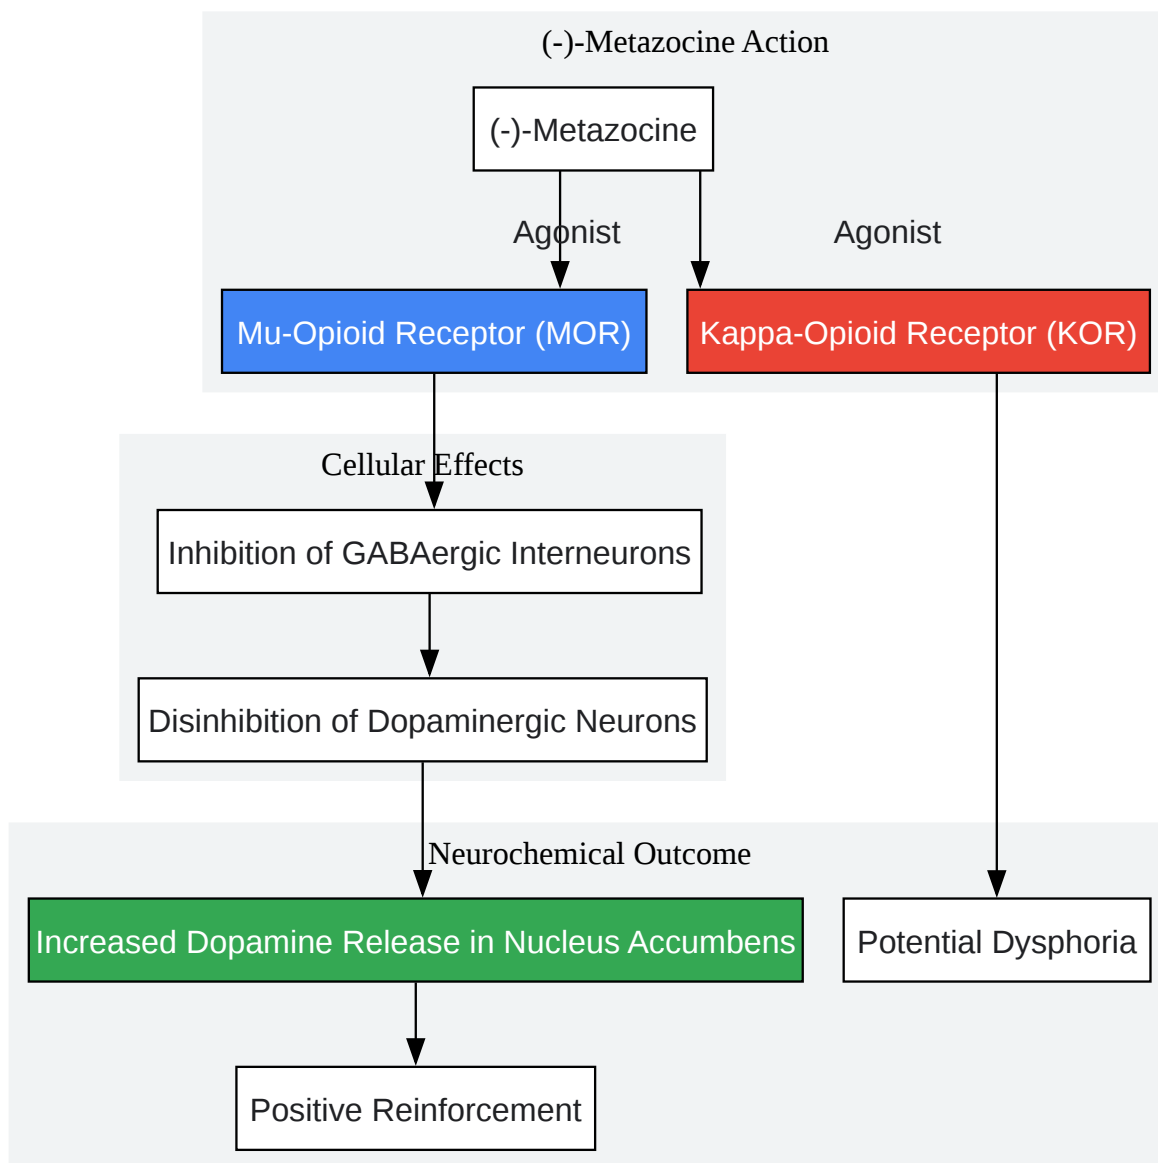 (-)-Metazocine Action
(-)-Metazocine
Agonist
Agonist
Mu-Opioid Receptor (MOR)
Kappa-Opioid Receptor (KOR)
Cellular Effects
Inhibition of GABAergic Interneurons
Disinhibition of Dopaminergic Neurons
Neurochemical Outcome
Increased Dopamine Release in Nucleus Accumbens
Potential Dysphoria
Positive Reinforcement